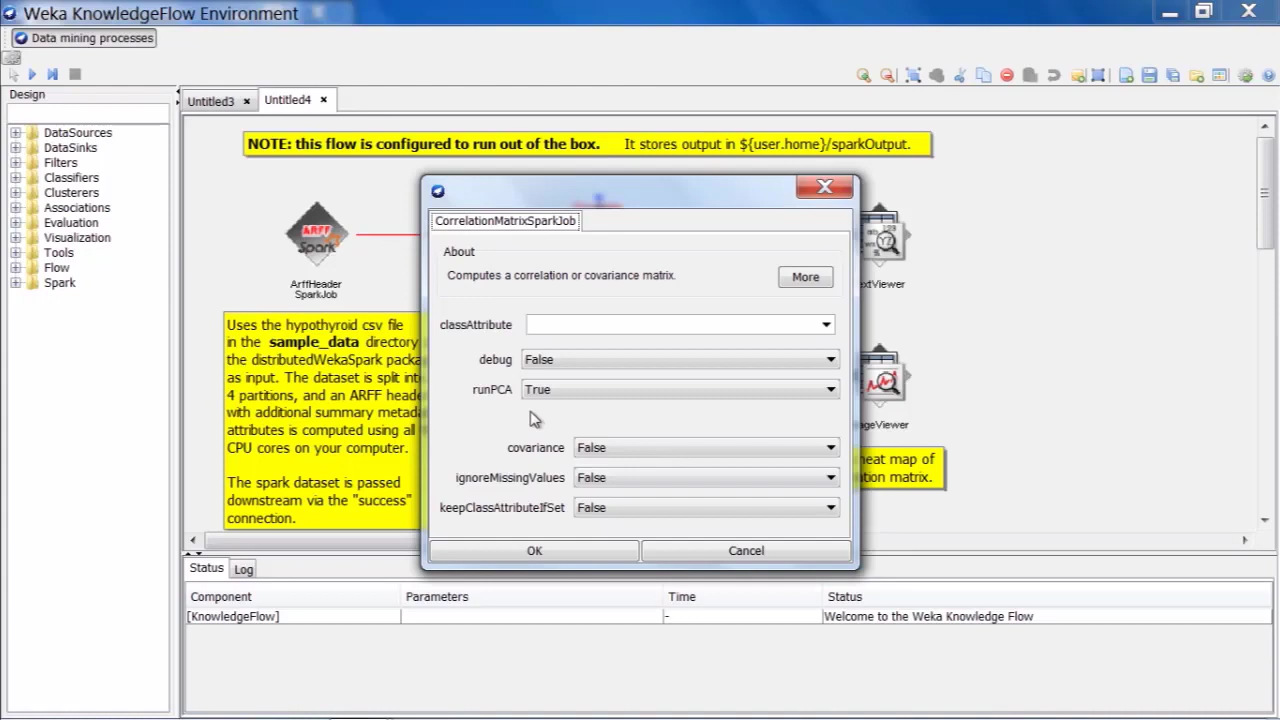 Weka KnowledgeFlow Environment
Data mining processes
Design
Untitled3
Untitled4
DataSources
DataSinks
Filters
Classifiers
Clusterers
Associations
Evaluation
Visualization
Tools
Flow
Spark
NOTE: this flow is configured to run out of the box. It stores output in ${user.home}/sparkOutput.
ARFF
Spark
ArffHeader
SparkJob
Uses the hypothyroid csv file
in the sample_data directory
the distributedWekaSpark
as input. The dataset is split
4 partitions, and an ARFF
with additional summary
attributes is computed using all
CPU cores on your computer.
The spark dataset is passed
downstream via the "success"
connection.
CorrelationMatrixSparkJob
About
Computes a correlation or covariance matrix.
More
classAttribute
debug False
runPCA True
covariance False
ignoreMissingValues False
keepClassAttributeIfSet False
OK
Cancel
extViewer
ageViewer
heat map of
matrix.
Status
Log
Component Parameters Time Status
[KnowledgeFlow] - Welcome to the Weka Knowledge Flow